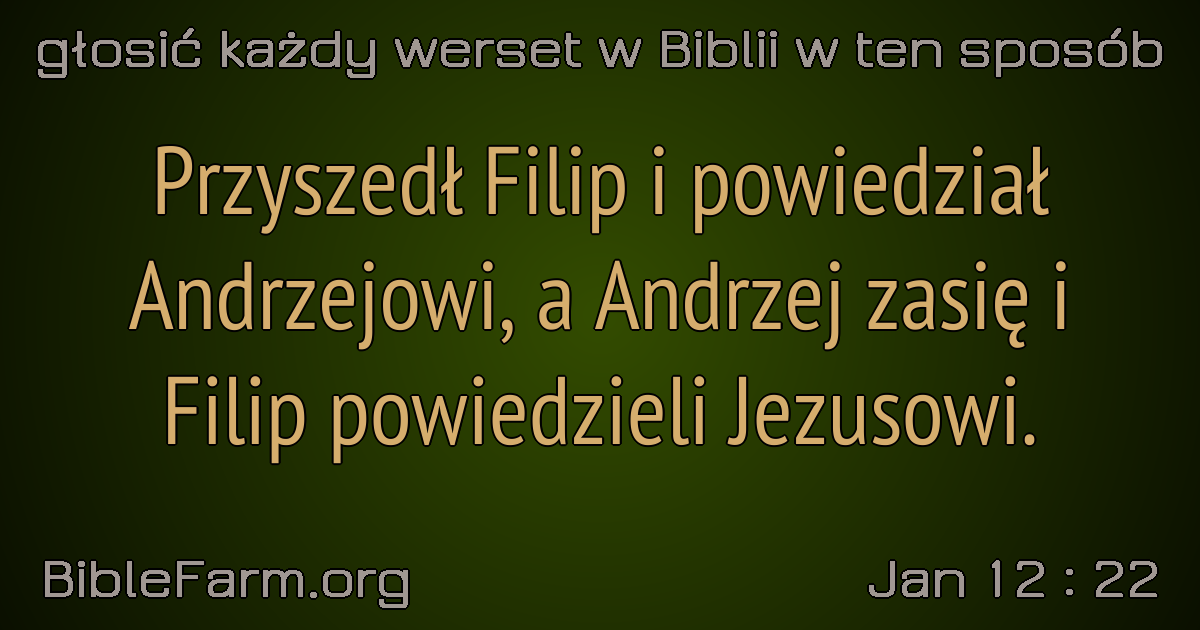 głosić każdy werset w Biblii w ten sposób
Przyszedł Filip i powiedział
Andrzejowi, a Andrzej zasię i
Filip powiedzieli Jezusowi.
BibleFarm.org
Jan 12 : 22